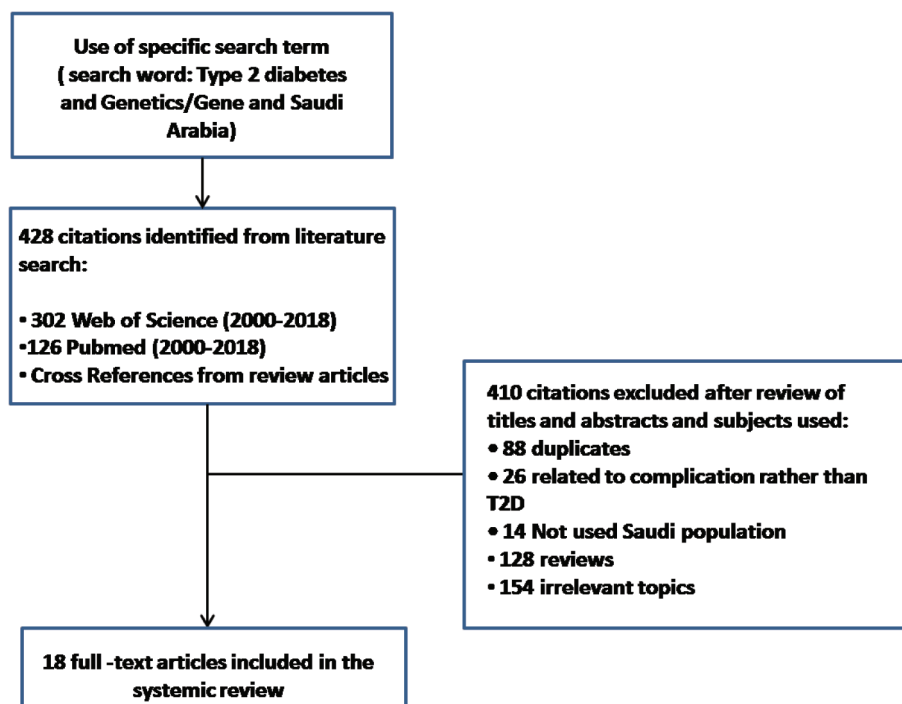 Use of specific search term
( search word: Type 2 diabetes
and Genetics/Gene and Saudi
Arabia)
428 citations identified from literature
search:
• 302 Web of Science (2000-2018)
•126 Pubmed (2000-2018)
• Cross References from review articles
410 citations excluded after review of
titles and abstracts and subjects used:
• 88 duplicates
• 26 related to complication rather than
T2D
• 14 Not used Saudi population
• 128 reviews
• 154 irrelevant topics
18 full -text articles included in the
systemic review